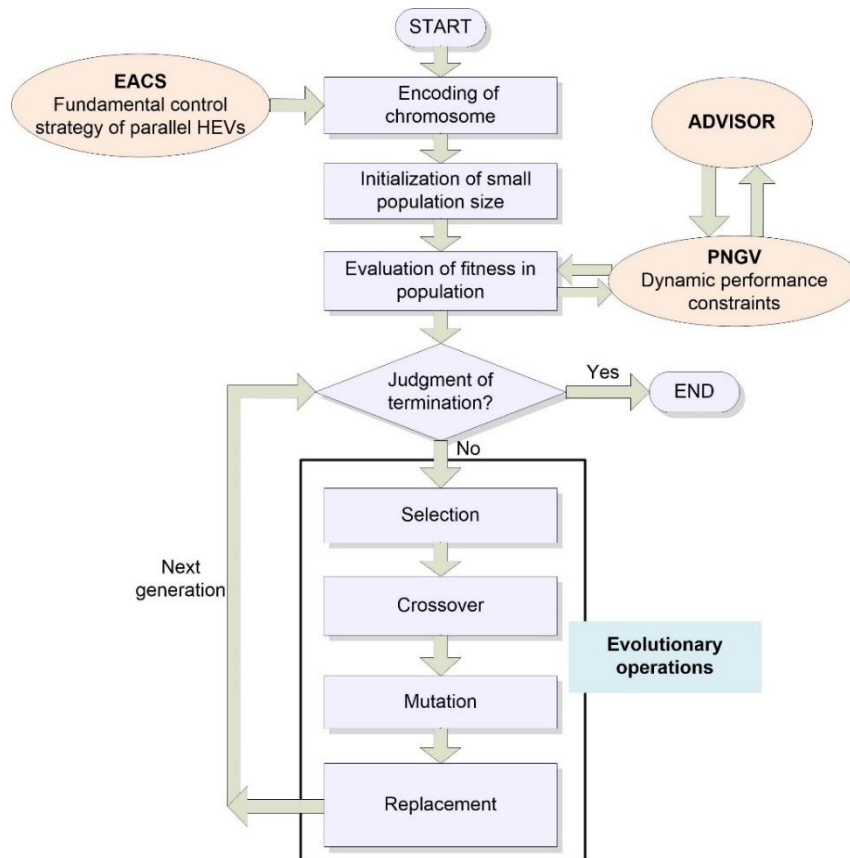 START
EACS
Fundamental control
strategy of parallel HEVs
Encoding of
chromosome
ADVISOR
Initialization of small
population size
PNGV
Dynamic performance
constraints
Evaluation of fitness in
population
Judgment of
termination?
Yes
END
No
Selection
Next
generation
Crossover
Evolutionary
operations
Mutation
Replacement